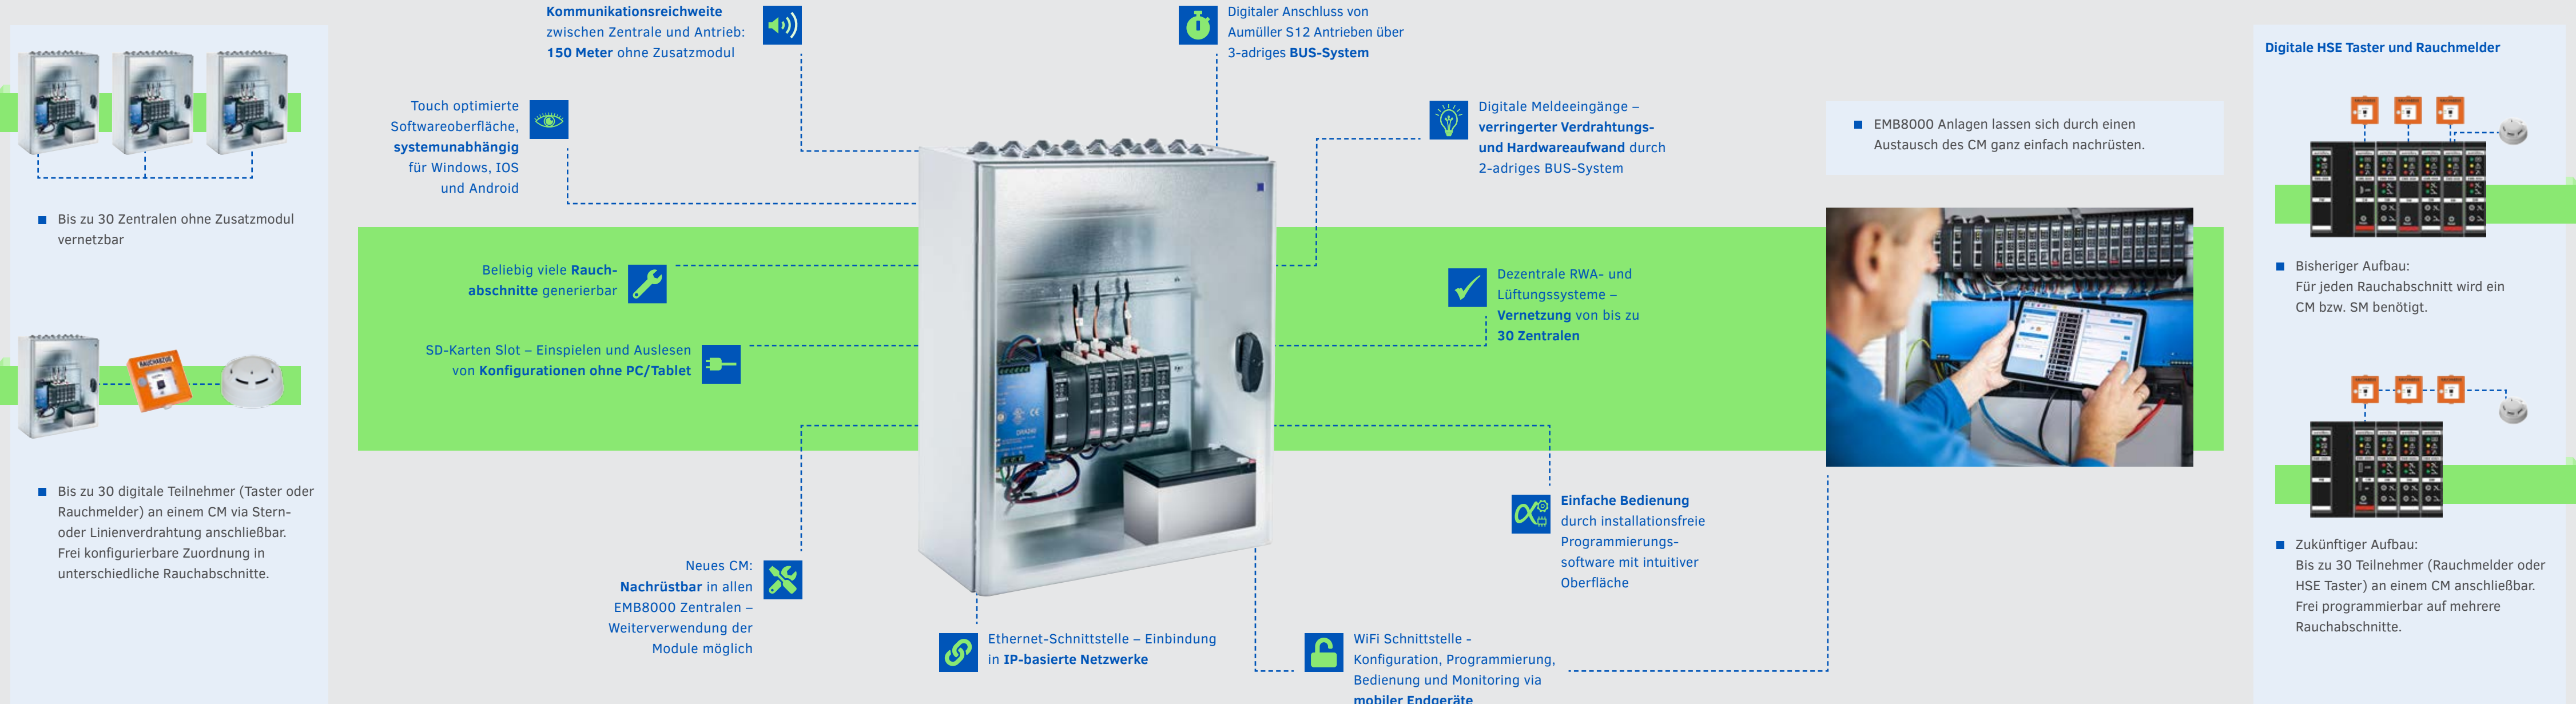 Bis zu 30 Zentralen ohne Zusatzmodul
vernetzbar
RAUCHABZUG
Bis zu 30 digitale Teilnehmer (Taster oder
Rauchmelder) an einem CM via Stern-
oder Linienverdrahtung anschließbar.
Frei konfigurierbare Zuordnung in
unterschiedliche Rauchabschnitte.
Kommunikationsreichweite
zwischen Zentrale und Antrieb:
150 Meter ohne Zusatzmodul
Touch optimierte
Softwareoberfläche,
systemunabhängig
für Windows, IOS
und Android
Beliebig viele Rauch-
abschnitte generierbar
SD-Karten Slot – Einspielen und Auslesen
von Konfigurationen ohne PC/Tablet
Neues CM:
Nachrüstbar in allen
EMB8000 Zentralen –
Weiterverwendung der
Module möglich
Digitaler Anschluss von
Aumüller S12 Antrieben über
3-adriges BUS-System
Digitale Meldeeingänge –
verringerter Verdrahtungs-
und Hardwareaufwand durch
2-adriges BUS-System
Dezentrale RWA- und
Lüftungssysteme –
Vernetzung von bis zu
30 Zentralen
Einfache Bedienung
durch installationsfreie
Programmierungs-
software mit intuitiver
Oberfläche
Ethernet-Schnittstelle – Einbindung
in IP-basierte Netzwerke
WiFi Schnittstelle -
Konfiguration, Programmierung,
Bedienung und Monitoring via
mobiler Endgeräte
EMB8000 Anlagen lassen sich durch einen
Austausch des CM ganz einfach nachrüsten.
Digitale HSE Taster und Rauchmelder
Bisheriger Aufbau:
Für jeden Rauchabschnitt wird ein
CM bzw. SM benötigt.
Zukünftiger Aufbau:
Bis zu 30 Teilnehmer (Rauchmelder oder
HSE Taster) an einem CM anschließbar.
Frei programmierbar auf mehrere
Rauchabschnitte.